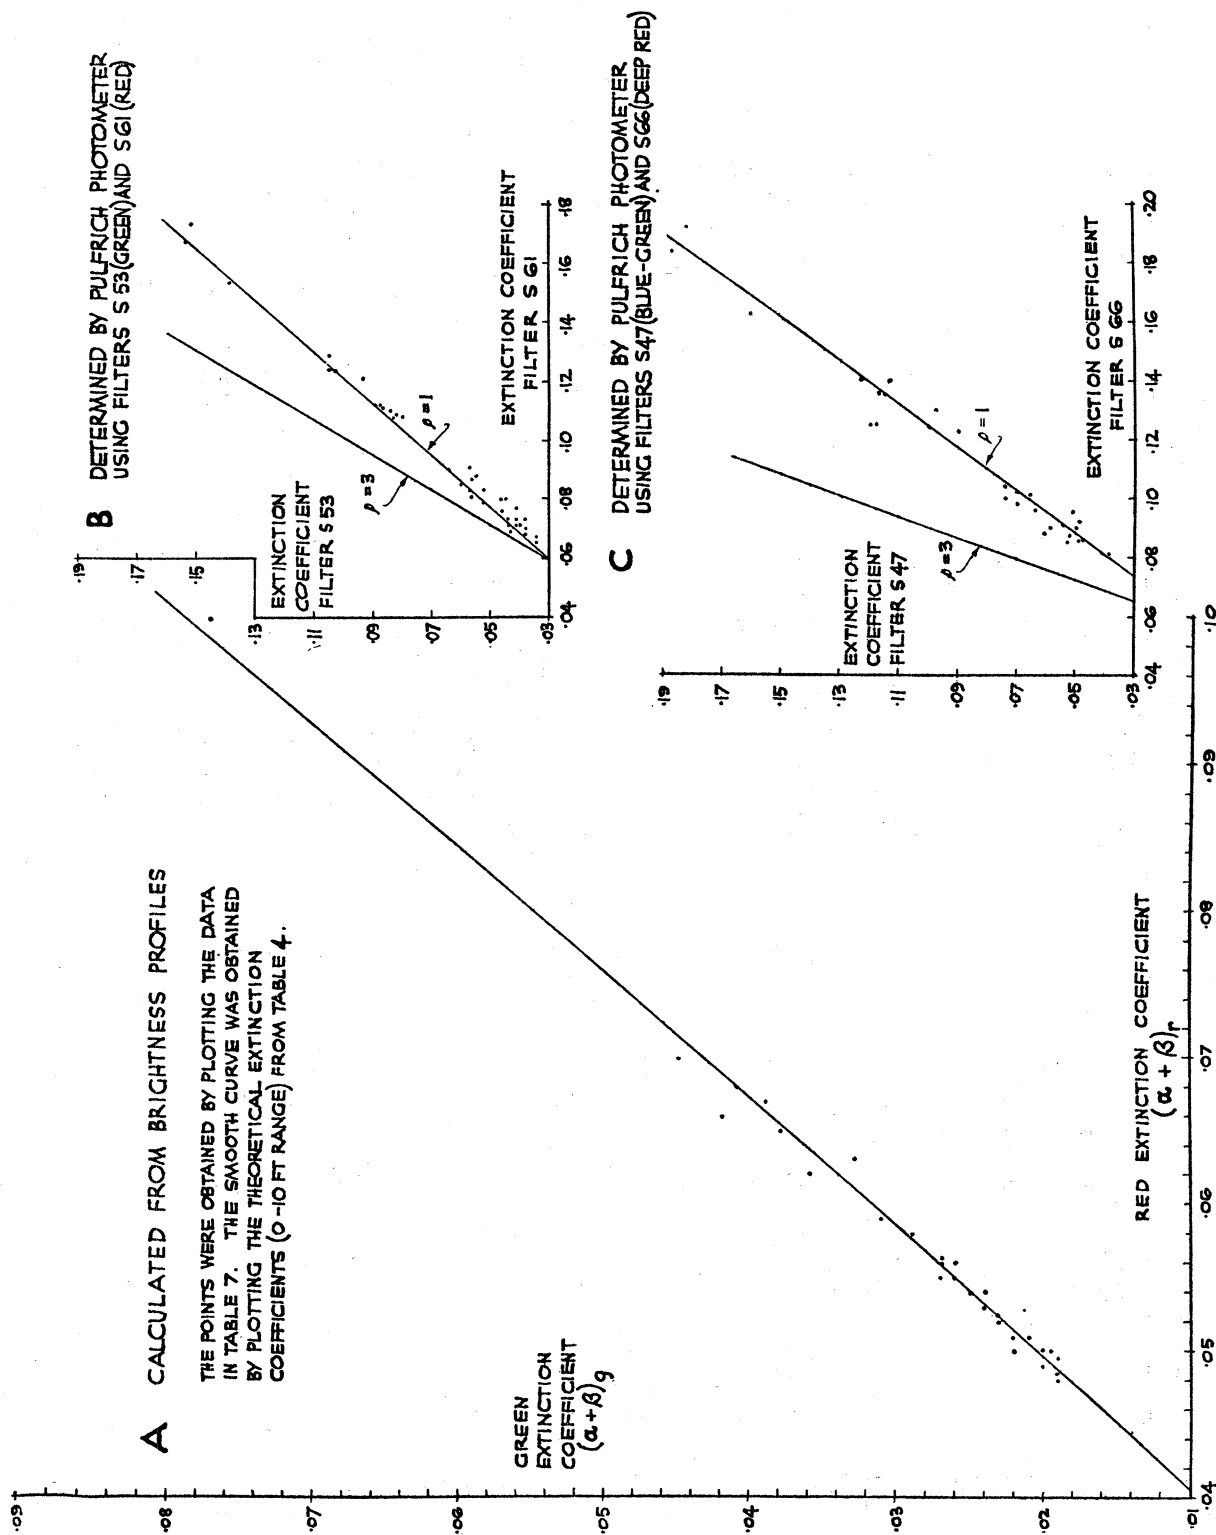 A CALCULATED FROM BRIGHTNESS PROFILES
THE POINTS WERE OBTAINED BY PLOTTING THE DATA
IN TABLE 7. THE SMOOTH CURVE WAS OBTAINED
BY PLOTTING THE THEORETICAL EXTINCTION
COEFFICIENTS (0-10 FT RANGE) FROM TABLE 4.
GREEN
EXTINCTION
COEFFICIENT
(α+β)g
.09
.08
.07
.06
.05
.04
.03
.02
.01
RED EXTINCTION COEFFICIENT
(α + β)r
.04
.05
.06
.07
.08
.09
.10
B DETERMINED BY PULFRICH PHOTOMETER
USING FILTERS S 53 (GREEN) AND S 61 (RED)
EXTINCTION
COEFFICIENT
FILTER S 53
.19
.17
.15
.13
.11
.09
.07
.05
.03
ρ=3
ρ=1
EXTINCTION COEFFICIENT
FILTER S 61
.04
.06
.08
.10
.12
.14
.16
.18
C DETERMINED BY PULFRICH PHOTOMETER
USING FILTERS S47 (BLUE-GREEN) AND S66 (DEEP RED)
EXTINCTION
COEFFICIENT
FILTER S 47
.19
.17
.15
.13
.11
.09
.07
.05
.03
ρ=3
ρ=1
EXTINCTION COEFFICIENT
FILTER S 66
.04
.06
.08
.10
.12
.14
.16
.18
.20